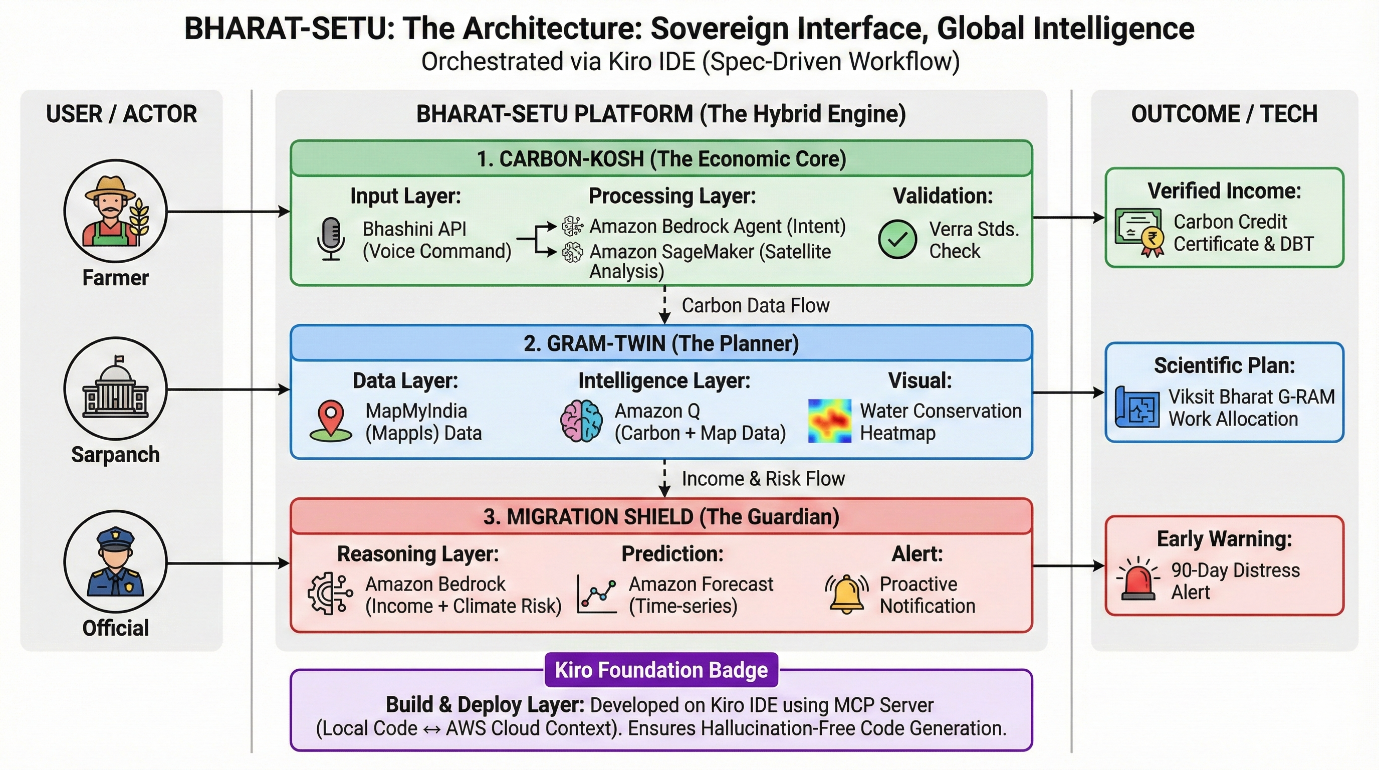 BHARAT-SETU: The Architecture: Sovereign Interface, Global Intelligence
Orchestrated via Kiro IDE (Spec-Driven Workflow)
USER / ACTOR
Farmer
Sarpanch
Official
BHARAT-SETU PLATFORM (The Hybrid Engine)
1. CARBON-KOSH (The Economic Core)
Input Layer:
Bhashini API
(Voice Command)
Processing Layer:
Amazon Bedrock Agent (Intent)
Amazon SageMaker (Satellite
Analysis)
Validation:
Verra Stds.
Check
Carbon Data Flow
2. GRAM-TWIN (The Planner)
Data Layer:
MapMyIndia
(Mappls) Data
Intelligence Layer:
Amazon Q
(Carbon + Map Data)
Visual:
Water Conservation
Heatmap
Income & Risk Flow
3. MIGRATION SHIELD (The Guardian)
Reasoning Layer:
Amazon Bedrock
(Income + Climate Risk)
Prediction:
Amazon Forecast
(Time-series)
Alert:
Proactive
Notification
Kiro Foundation Badge
Build & Deploy Layer: Developed on Kiro IDE using MCP Server
(Local Code ↔ AWS Cloud Context). Ensures Hallucination-Free Code Generation.
OUTCOME / TECH
Verified Income:
₹
Carbon Credit
Certificate & DBT
Scientific Plan:
Viksit Bharat G-RAM
Work Allocation
Early Warning:
90-Day Distress
Alert